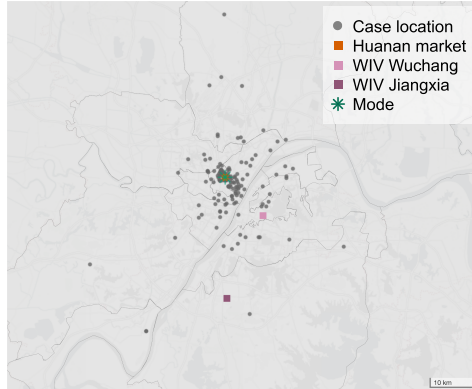 Case location
Huanan market
WIV Wuchang
WIV Jiangxia
Mode
10 km